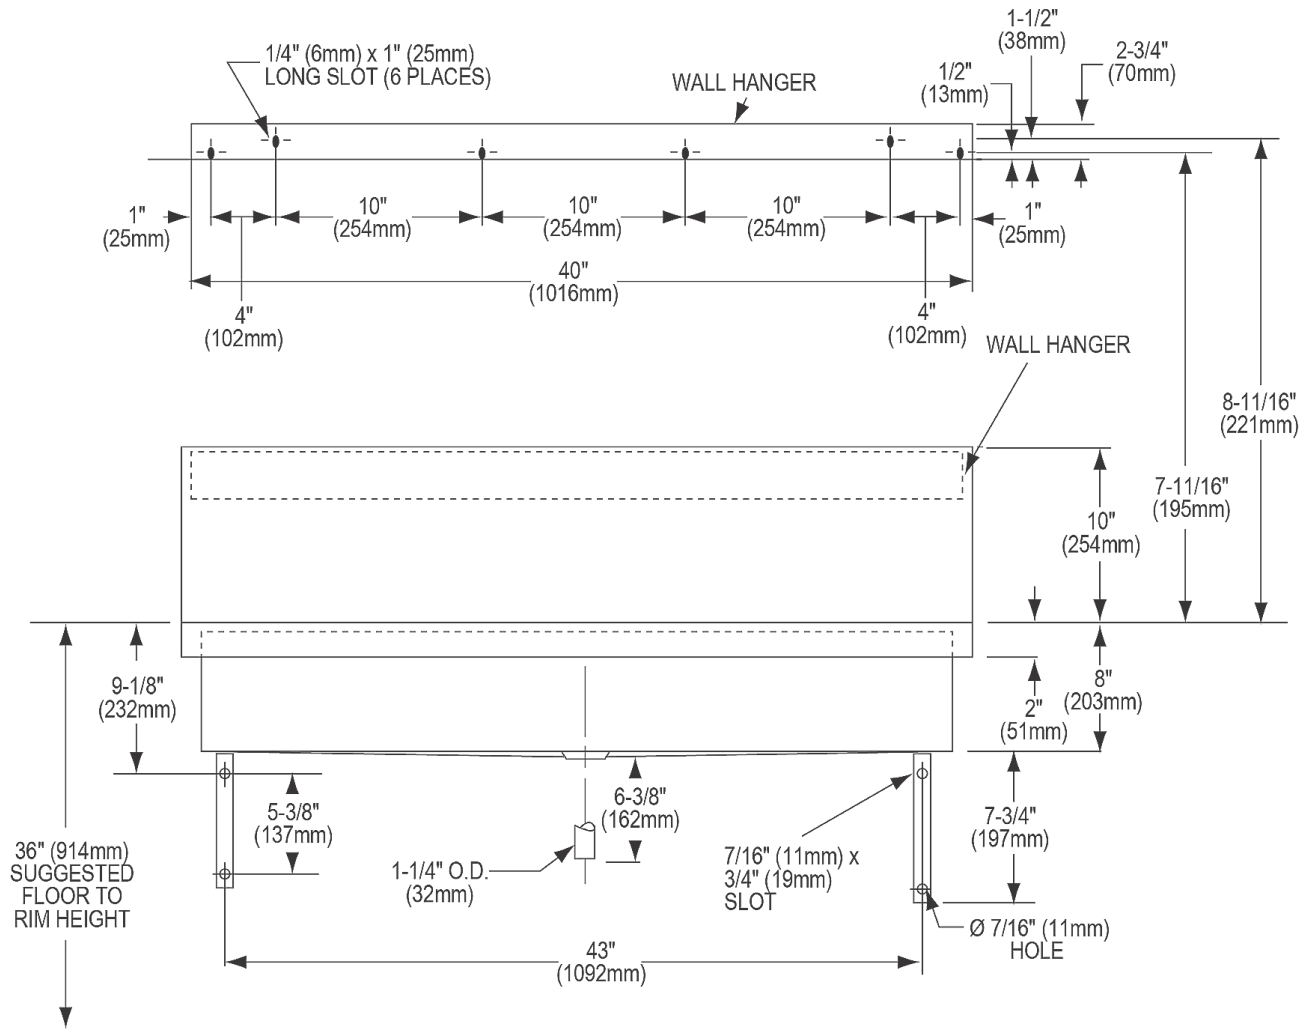 1-1/2"
(38mm)
2-3/4"
(70mm)
1/2"
(13mm)
1/4" (6mm) x 1" (25mm)
LONG SLOT (6 PLACES)
WALL HANGER
1"
(25mm)
10"
(254mm)
10"
(254mm)
10"
(254mm)
1"
(25mm)
40"
(1016mm)
4"
(102mm)
4"
(102mm)
WALL HANGER
8-11/16"
(221mm)
7-11/16"
(195mm)
10"
(254mm)
9-1/8"
(232mm)
8"
(203mm)
2"
(51mm)
5-3/8"
(137mm)
6-3/8"
(162mm)
7-3/4"
(197mm)
36" (914mm)
SUGGESTED
FLOOR TO
RIM HEIGHT
1-1/4" O.D.
(32mm)
7/16" (11mm) x
3/4" (19mm)
SLOT
Ø 7/16" (11mm)
HOLE
43"
(1092mm)